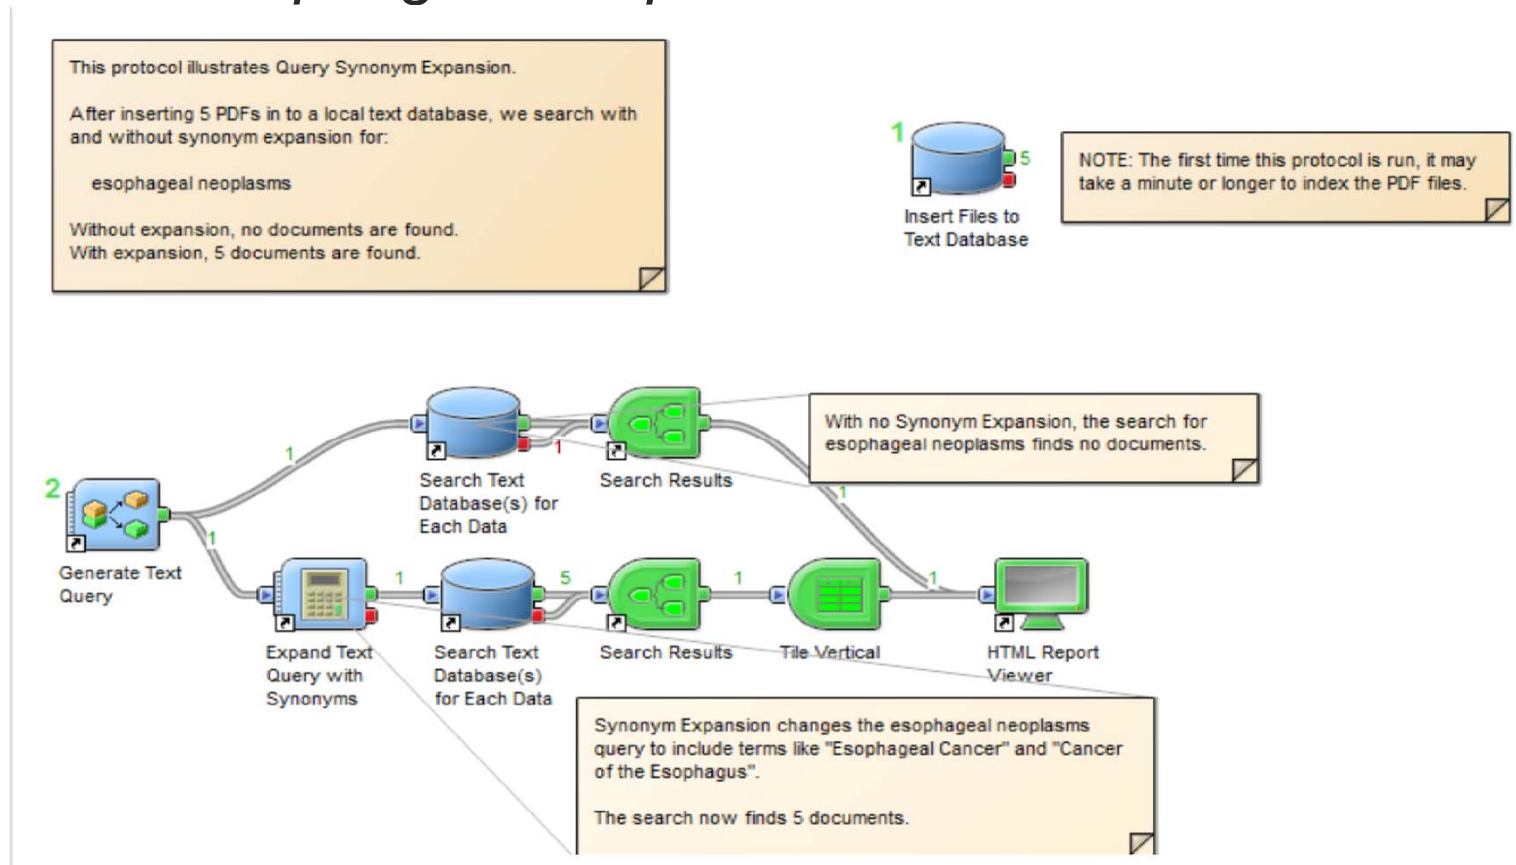 This protocol illustrates Query Synonym Expansion.
After inserting 5 PDFs in to a local text database, we search with
and without synonym expansion for:
esophageal neoplasms
Without expansion, no documents are found.
With expansion, 5 documents are found.
1
5
Insert Files to
Text Database
NOTE: The first time this protocol is run, it may
take a minute or longer to index the PDF files.
2
Generate Text
Query
1
1
1
Search Text
Database(s) for
Each Data
Search Results
With no Synonym Expansion, the search for
esophageal neoplasms finds no documents.
1
Expand Text
Query with
Synonyms
1
Search Text
Database(s)
for Each Data
5
Search Results
1
Tile Vertical
1
HTML Report
Viewer
Synonym Expansion changes the esophageal neoplasms
query to include terms like "Esophageal Cancer" and "Cancer
of the Esophagus".
The search now finds 5 documents.